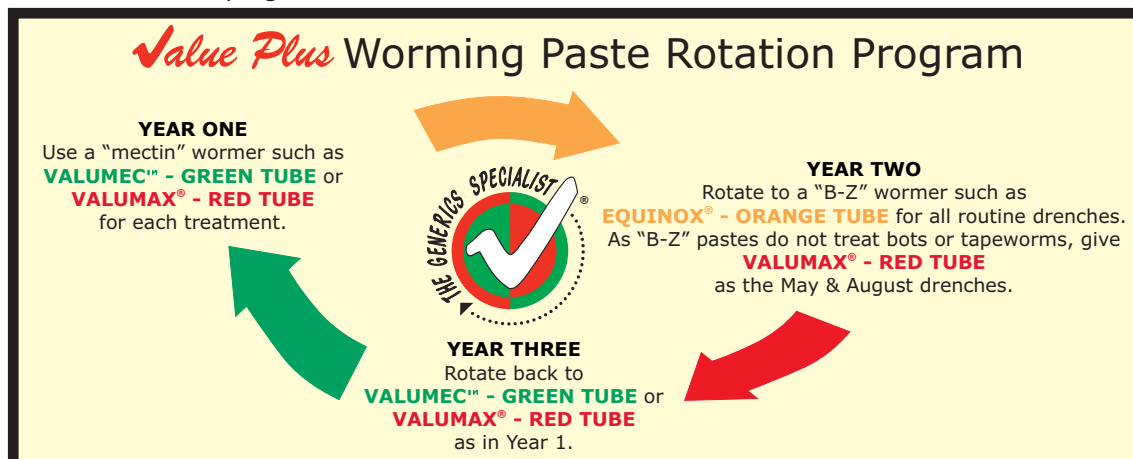 Value Plus Worming Paste Rotation Program
YEAR ONE
Use a “mectin” wormer such as
VALUMEC™ - GREEN TUBE or
VALUMAX® - RED TUBE
for each treatment.
THE GENERICS SPECIALIST
®
YEAR TWO
Rotate to a “B-Z” wormer such as
EQUINOX® - ORANGE TUBE for all routine drenches.
As “B-Z” pastes do not treat bots or tapeworms, give
VALUMAX® - RED TUBE
as the May & August drenches.
YEAR THREE
Rotate back to
VALUMEC™ - GREEN TUBE or
VALUMAX® - RED TUBE
as in Year 1.